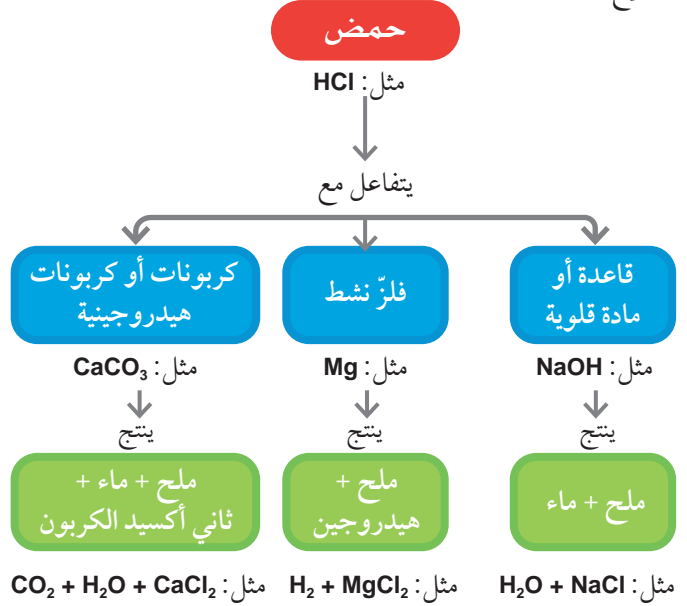 حمض
مثل: HCl
يتفاعل مع
قاعدة أو
مادة قلوية
مثل: NaOH
ينتج
ملح + ماء
مثل: H₂O + NaCl
فلزّ نشط
مثل: Mg
ينتج
ملح +
هيدروجين
مثل: H₂ + MgCl₂
كربونات أو كربونات
هيدروجينية
مثل: CaCO₃
ينتج
ملح + ماء +
ثاني أكسيد الكربون
مثل: CO₂ + H₂O + CaCl₂